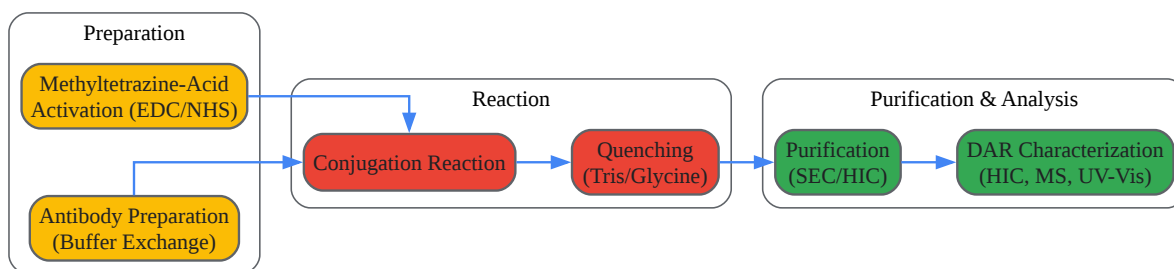 Preparation
Methyltetrazine-Acid
Activation (EDC/NHS)
Antibody Preparation
(Buffer Exchange)
Reaction
Conjugation Reaction
Quenching
(Tris/Glycine)
Purification & Analysis
Purification
(SEC/HIC)
DAR Characterization
(HIC, MS, UV-Vis)